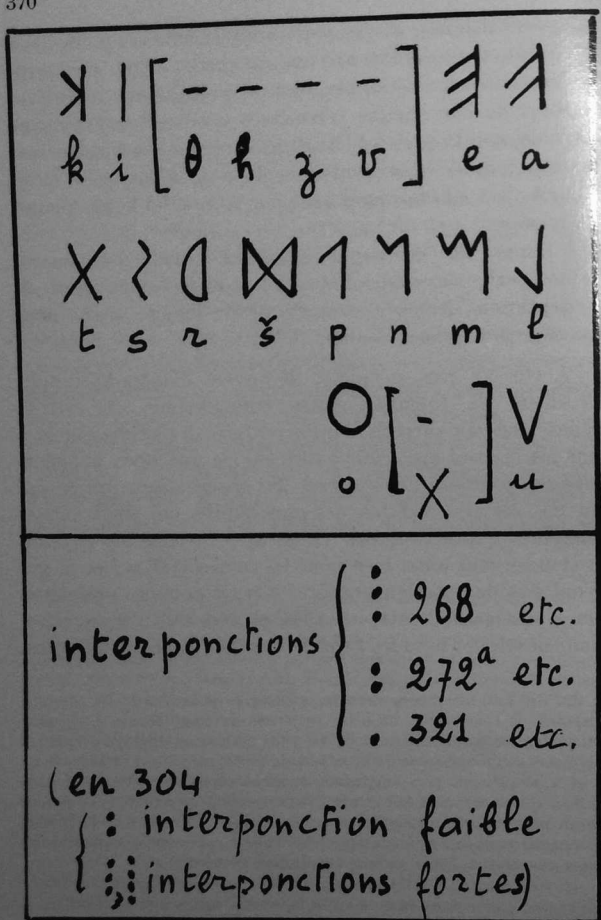 370
𐌊 I [ - - - - ] 𐌄 𐌀
k i [ θ h z v ] e a
X 𐌔 D ⋈ 𐌐 𐌍 𐌌 𐌋
t s r š p n m l
O [ - ] V
o [ X ] u
interponctions { ⋮ 268 etc.
: 272ᵃ etc.
. 321 etc.
(en 304
{ : interponction faible
⋮, ⋮ interponctions fortes)